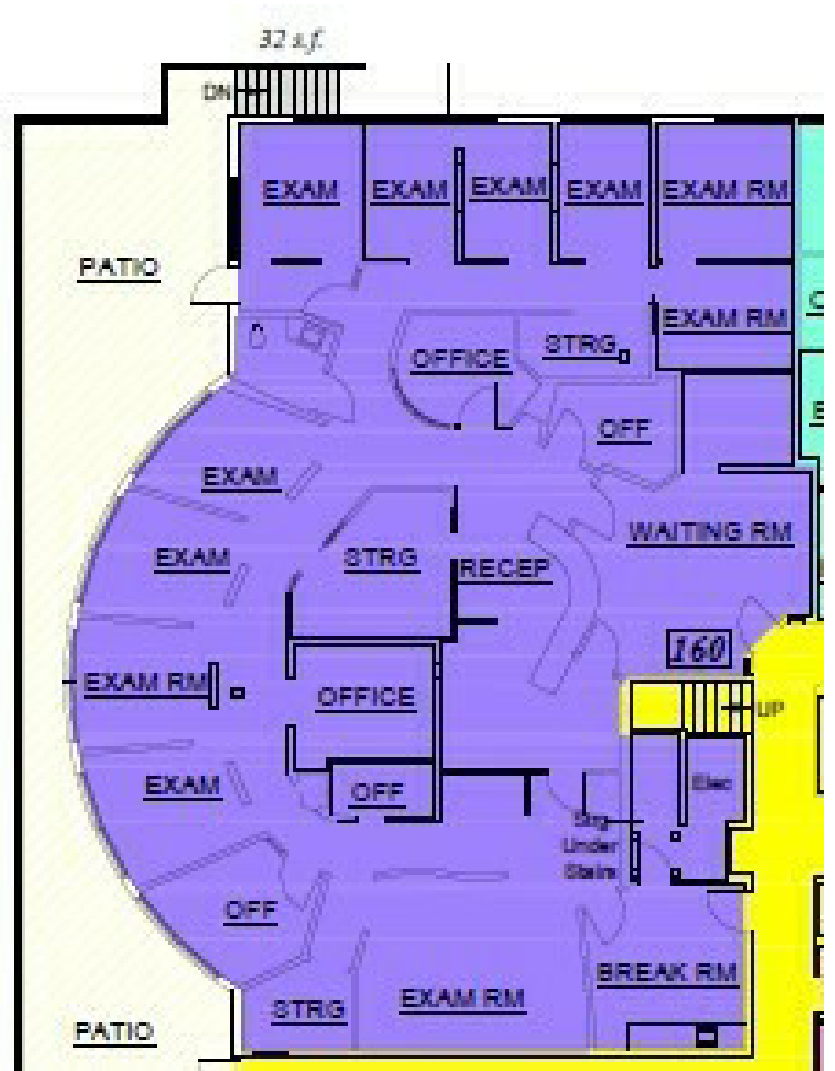 32 s.f.
DN
EXAM
EXAM
EXAM
EXAM
EXAM RM
PATIO
EXAM RM
OFFICE
STRG
OFF
EXAM
WAITING RM
EXAM
STRG
RECEP
160
EXAM RM
OFFICE
UP
EXAM
OFF
Elec
Strg
Under
Stairs
OFF
BREAK RM
STRG
EXAM RM
PATIO